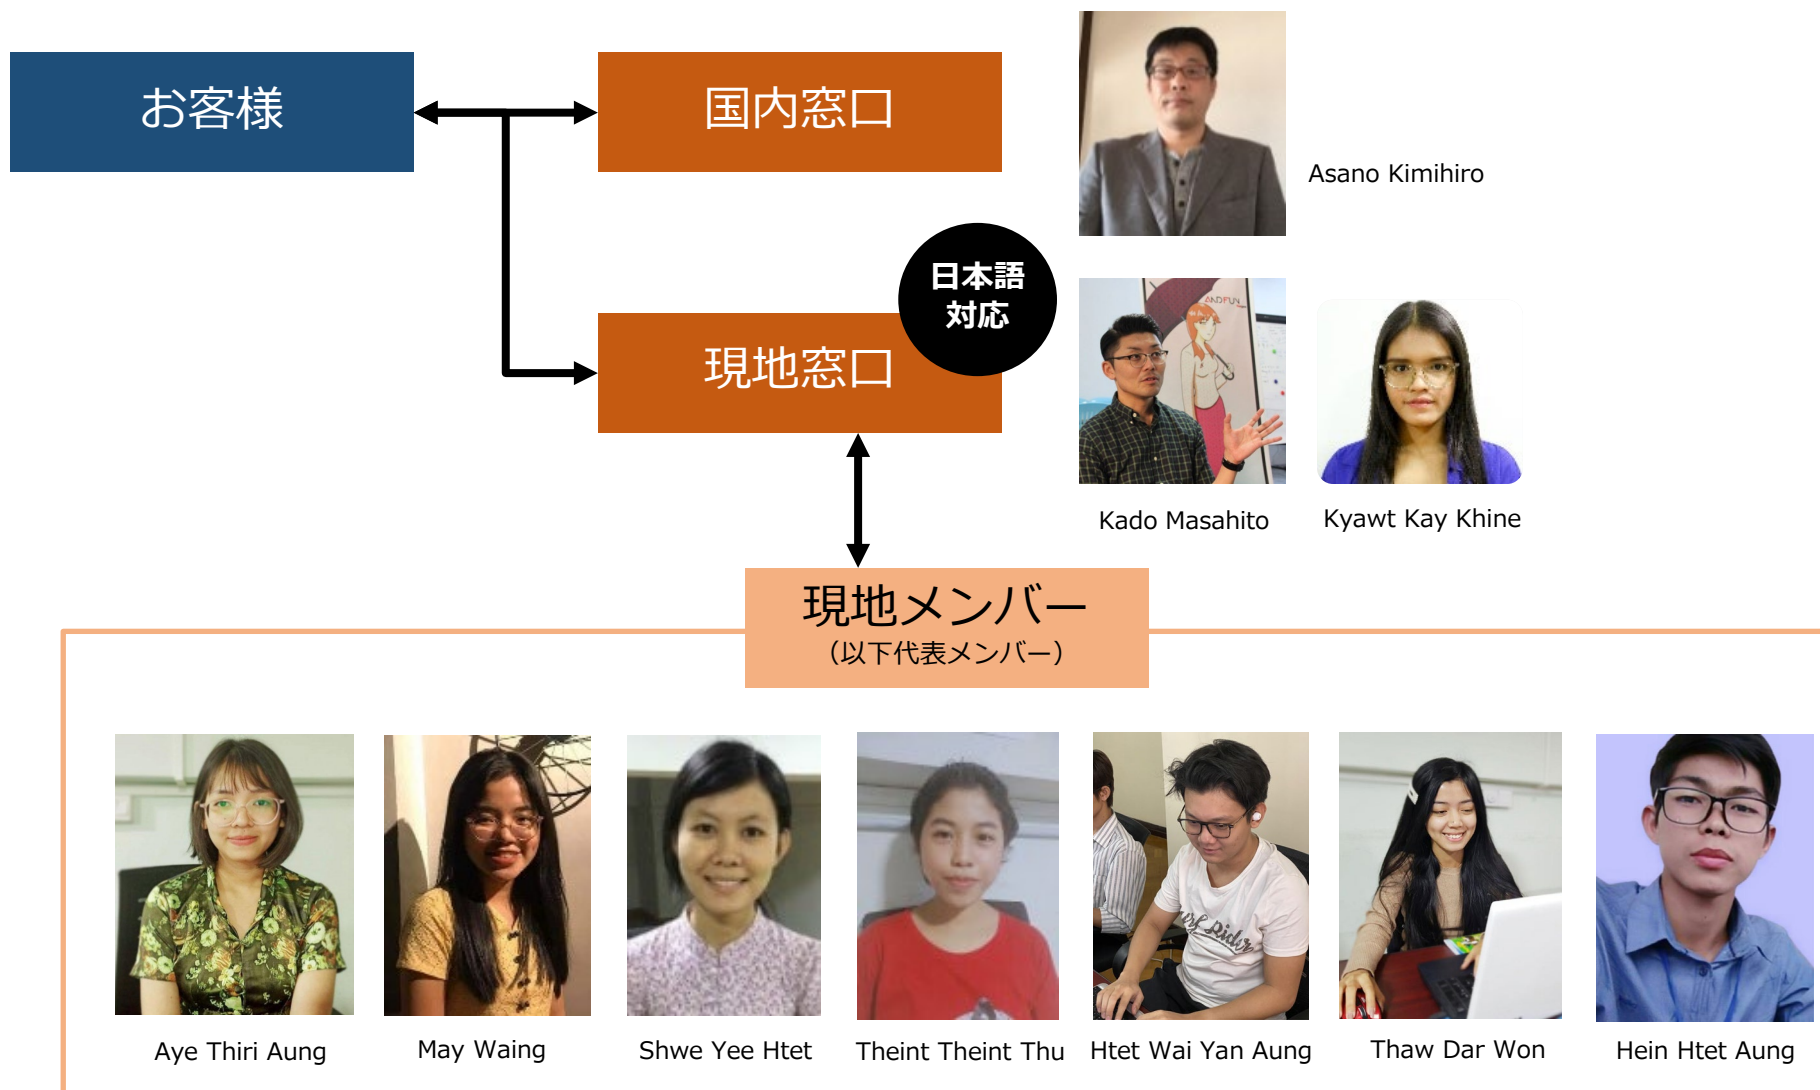 お客様
国内窓口
Asano Kimihiro
日本語
対応
現地窓口
ANDFUN
Kado Masahito
Kyawt Kay Khine
現地メンバー
（以下代表メンバー）
Surf Rider
Aye Thiri Aung
May Waing
Shwe Yee Htet
Theint Theint Thu
Htet Wai Yan Aung
Thaw Dar Won
Hein Htet Aung